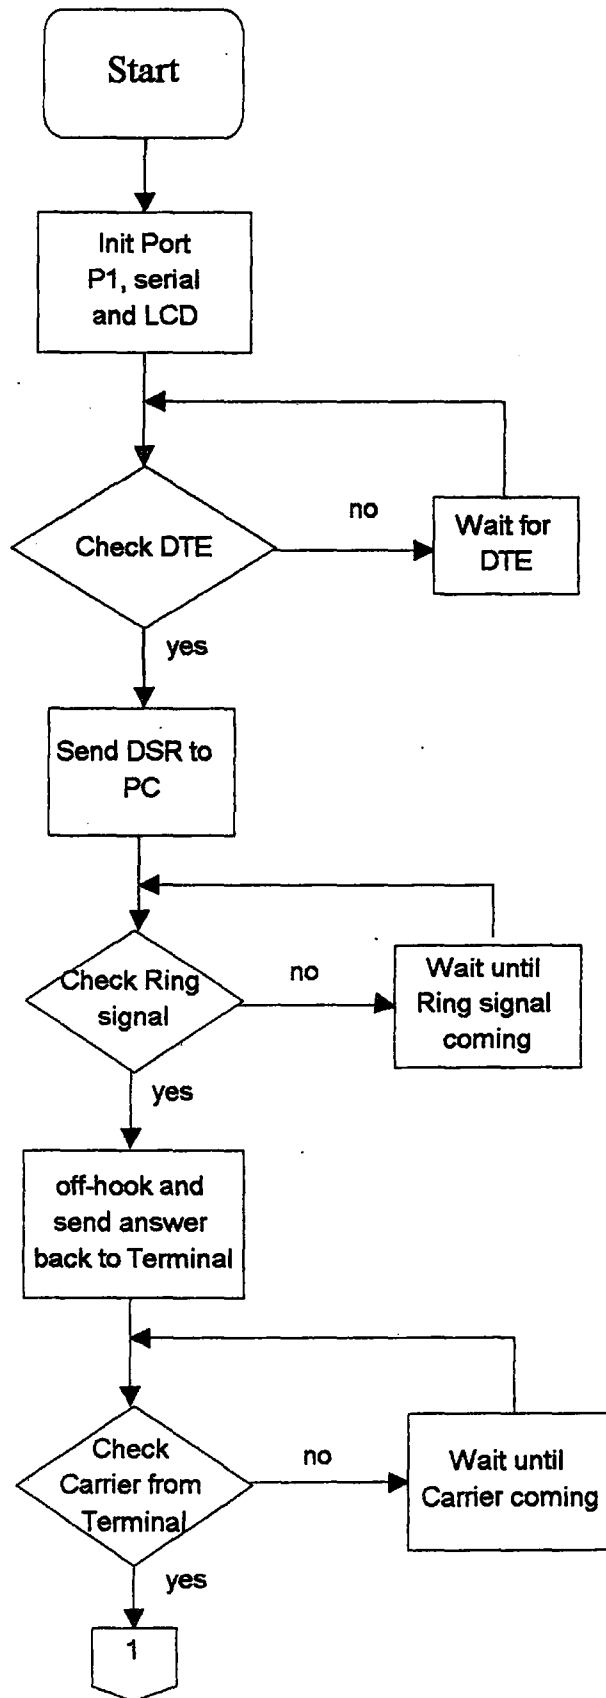 Start
Init Port
P1, serial
and LCD
no
Check DTE
Wait for
DTE
yes
Send DSR to
PC
Check Ring
signal
no
Wait until
Ring signal
coming
yes
off-hook and
send answer
back to Terminal
Check
Carrier from
Terminal
no
Wait until
Carrier coming
yes
1